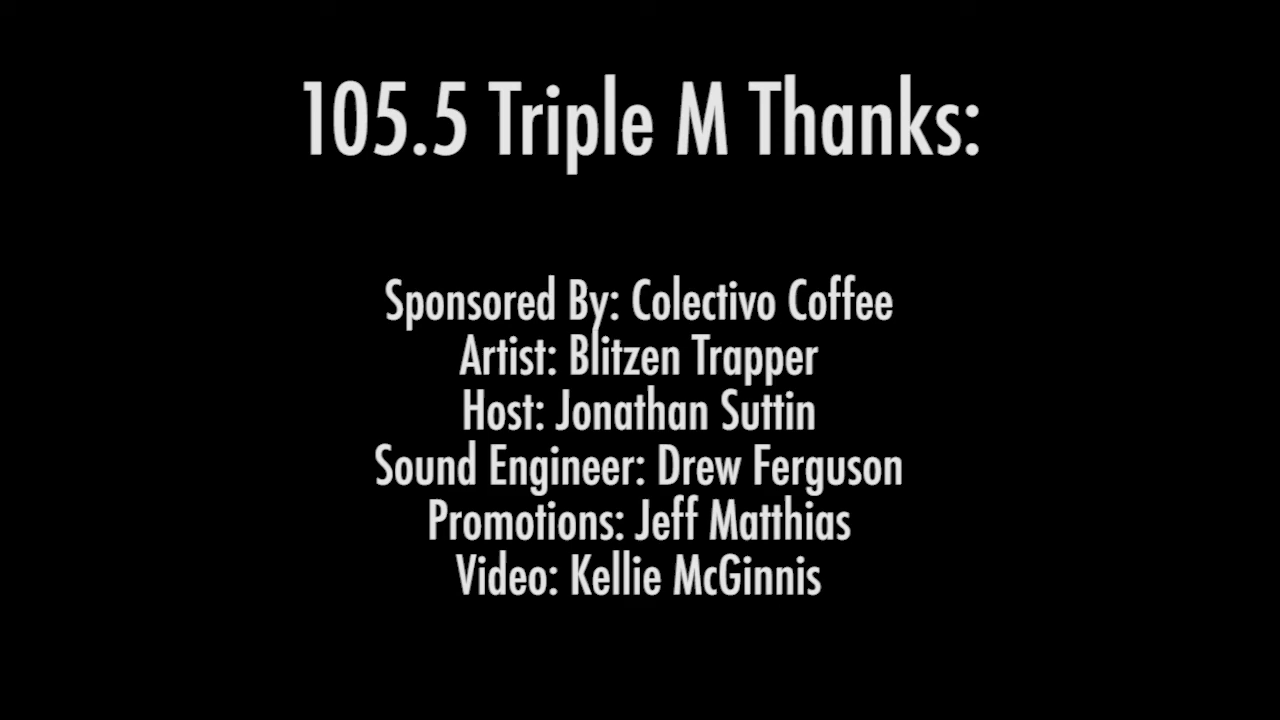 105.5 Triple M Thanks:
Sponsored By: Colectivo Coffee
Artist: Blitzen Trapper
Host: Jonathan Suttin
Sound Engineer: Drew Ferguson
Promotions: Jeff Matthias
Video: Kellie McGinnis